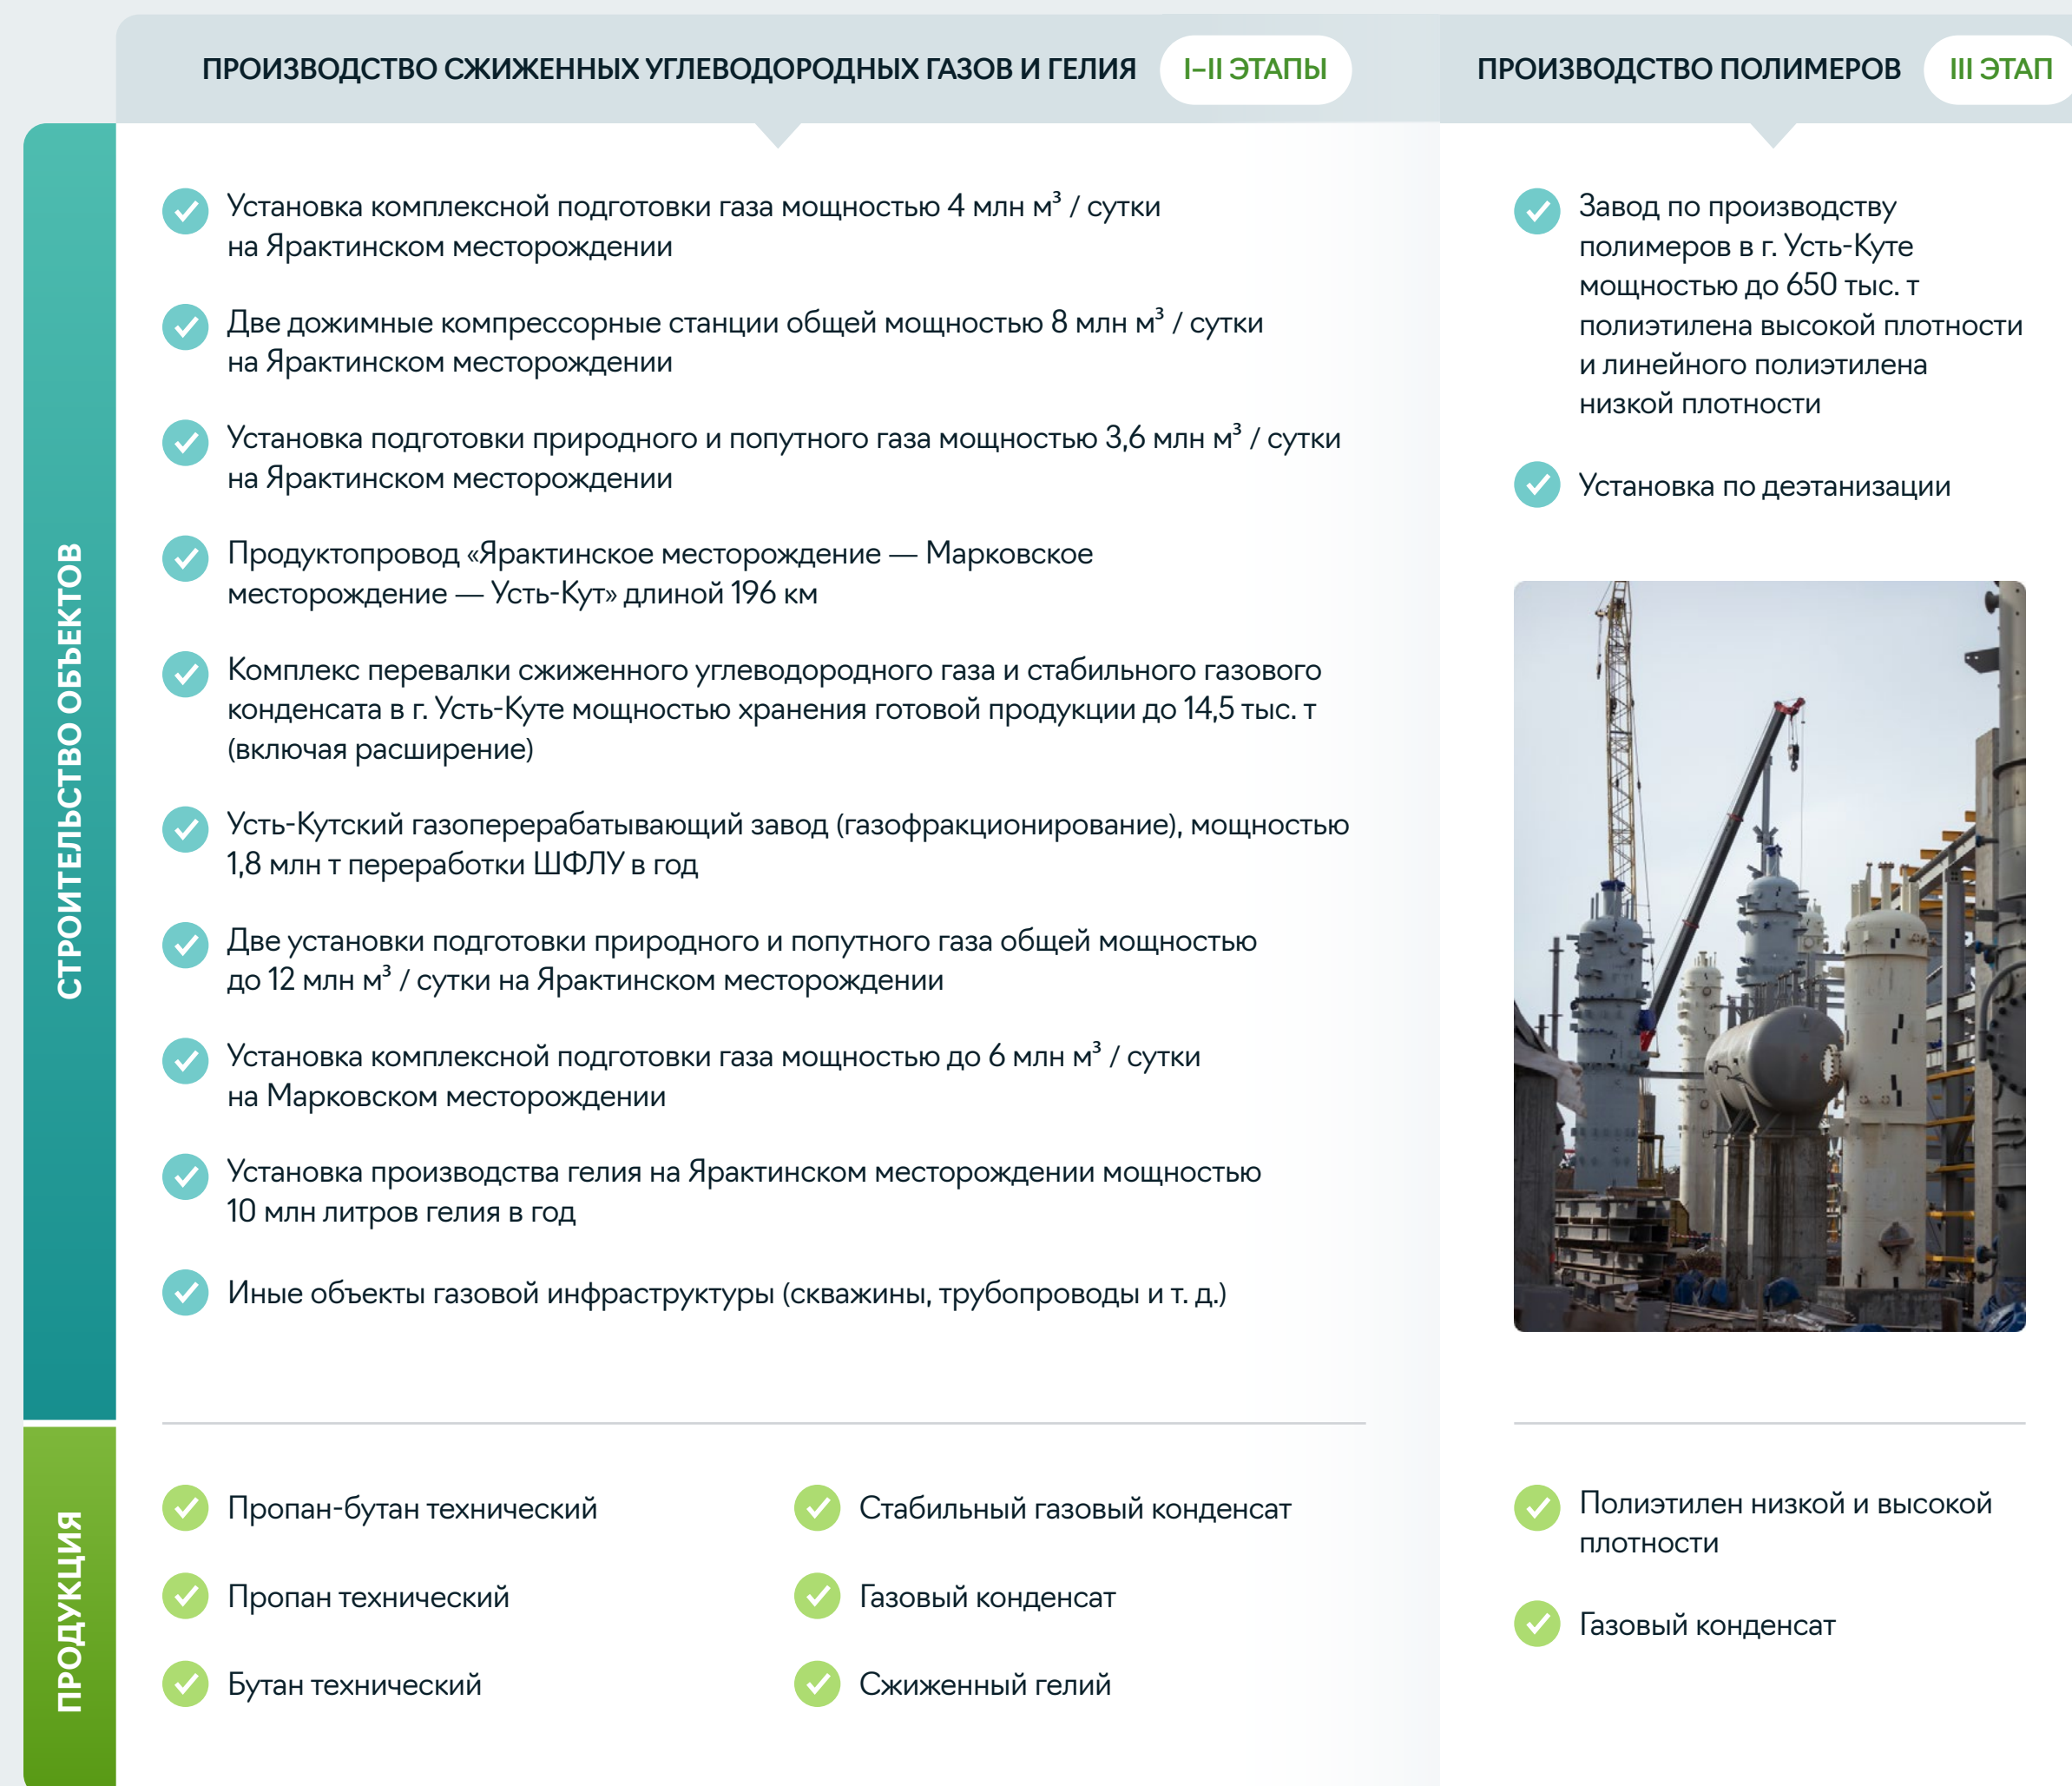 ПРОИЗВОДСТВО СЖИЖЕННЫХ УГЛЕВОДОРОДНЫХ ГАЗОВ И ГЕЛИЯ I–II ЭТАПЫ
СТРОИТЕЛЬСТВО ОБЪЕКТОВ
Установка комплексной подготовки газа мощностью 4 млн м³ / сутки
на Ярактинском месторождении
Две дожимные компрессорные станции общей мощностью 8 млн м³ / сутки
на Ярактинском месторождении
Установка подготовки природного и попутного газа мощностью 3,6 млн м³ / сутки
на Ярактинском месторождении
Продуктопровод «Ярактинское месторождение — Марковское
месторождение — Усть-Кут» длиной 196 км
Комплекс перевалки сжиженного углеводородного газа и стабильного газового
конденсата в г. Усть-Куте мощностью хранения готовой продукции до 14,5 тыс. т
(включая расширение)
Усть-Кутский газоперерабатывающий завод (газофракционирование), мощностью
1,8 млн т переработки ШФЛУ в год
Две установки подготовки природного и попутного газа общей мощностью
до 12 млн м³ / сутки на Ярактинском месторождении
Установка комплексной подготовки газа мощностью до 6 млн м³ / сутки
на Марковском месторождении
Установка производства гелия на Ярактинском месторождении мощностью
10 млн литров гелия в год
Иные объекты газовой инфраструктуры (скважины, трубопроводы и т. д.)
ПРОИЗВОДСТВО ПОЛИМЕРОВ III ЭТАП
Завод по производству
полимеров в г. Усть-Куте
мощностью до 650 тыс. т
полиэтилена высокой плотности
и линейного полиэтилена
низкой плотности
Установка по деэтанизации
ПРОДУКЦИЯ
Пропан-бутан технический
Пропан технический
Бутан технический
Стабильный газовый конденсат
Газовый конденсат
Сжиженный гелий
Полиэтилен низкой и высокой
плотности
Газовый конденсат